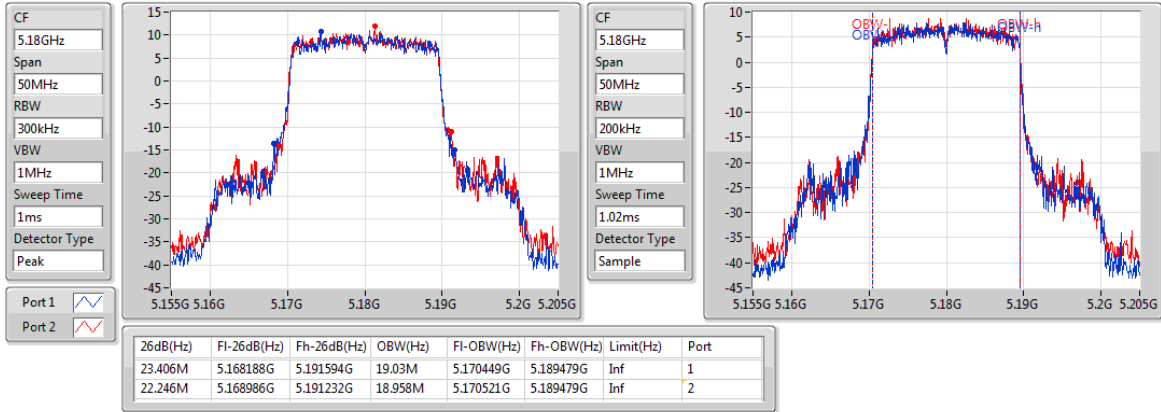 CF
5.18GHz
Span
50MHz
RBW
300kHz
VBW
1MHz
Sweep Time
1ms
Detector Type
Peak
Port 1
Port 2
15
10
5
0
-5
-10
-15
-20
-25
-30
-35
-40
-45
5.155G 5.16G 5.17G 5.18G 5.19G 5.2G 5.205G
CF
5.18GHz
Span
50MHz
RBW
200kHz
VBW
1MHz
Sweep Time
1.02ms
Detector Type
Sample
10
5
0
-5
-10
-15
-20
-25
-30
-35
-40
-45
OBW-l OBW-h
OBW OBW-h
5.155G 5.16G 5.17G 5.18G 5.19G 5.2G 5.205G
26dB(Hz) Fl-26dB(Hz) Fh-26dB(Hz) OBW(Hz) Fl-OBW(Hz) Fh-OBW(Hz) Limit(Hz) Port
23.406M 5.168188G 5.191594G 19.03M 5.170449G 5.189479G Inf 1
22.246M 5.168986G 5.191232G 18.958M 5.170521G 5.189479G Inf 2